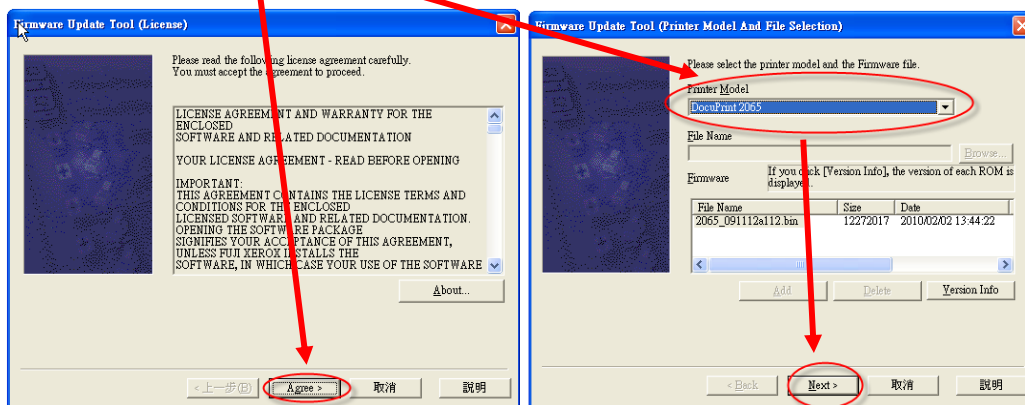 Firmware Update Tool (License)
Please read the following license agreement carefully.
You must accept the agreement to proceed.
LICENSE AGREEMENT AND WARRANTY FOR THE
ENCLOSED
SOFTWARE AND RELATED DOCUMENTATION
YOUR LICENSE AGREEMENT - READ BEFORE OPENING
IMPORTANT:
THIS AGREEMENT CONTAINS THE LICENSE TERMS AND
CONDITIONS FOR THE ENCLOSED
LICENSED SOFTWARE AND RELATED DOCUMENTATION.
OPENING THE SOFTWARE PACKAGE
SIGNIFIES YOUR ACCEPTANCE OF THIS AGREEMENT,
UNLESS FUJI XEROX INSTALLS THE
SOFTWARE, IN WHICH CASE YOUR USE OF THE SOFTWARE
About...
<上一步(B)
Agree >
取消
說明
Firmware Update Tool (Printer Model And File Selection)
Please select the printer model and the Firmware file.
Printer Model
DocuPrint 2065
File Name
Browse...
Firmware
If you click [Version Info], the version of each ROM is
displayed.
File Name Size Date
2065_091112a112.bin 12272017 2010/02/02 13:44:22
Add
Delete
Version Info
< Back
Next >
取消
說明